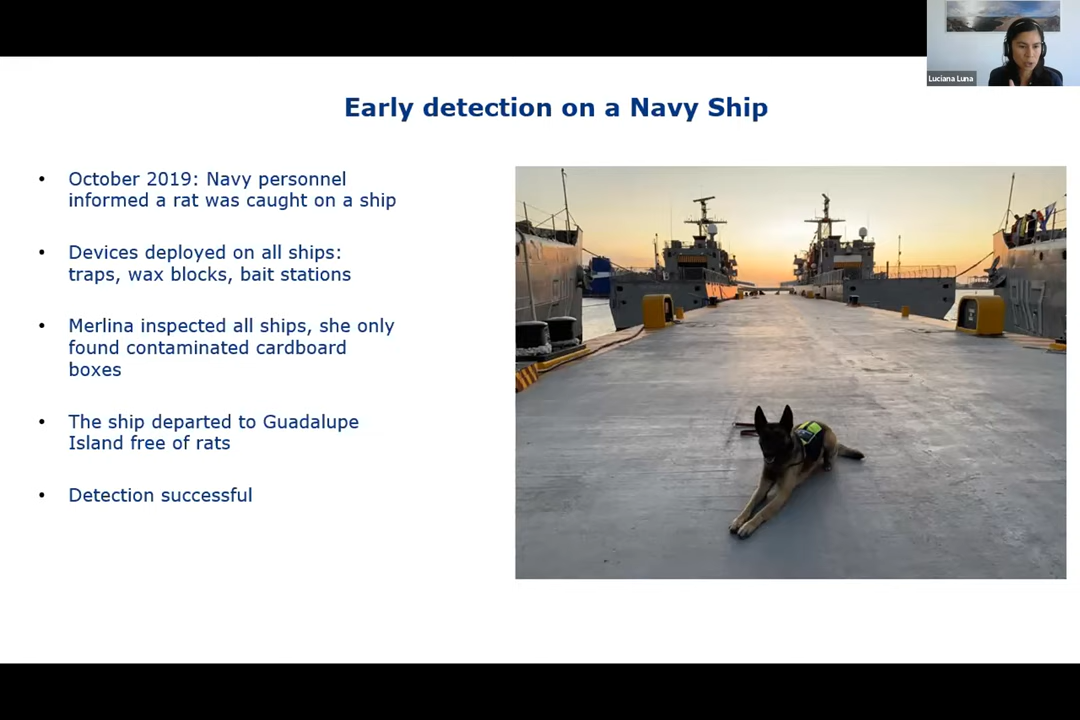 Luciana Luna
Early detection on a Navy Ship
• October 2019: Navy personnel
informed a rat was caught on a ship
• Devices deployed on all ships:
traps, wax blocks, bait stations
• Merlina inspected all ships, she only
found contaminated cardboard
boxes
• The ship departed to Guadalupe
Island free of rats
• Detection successful